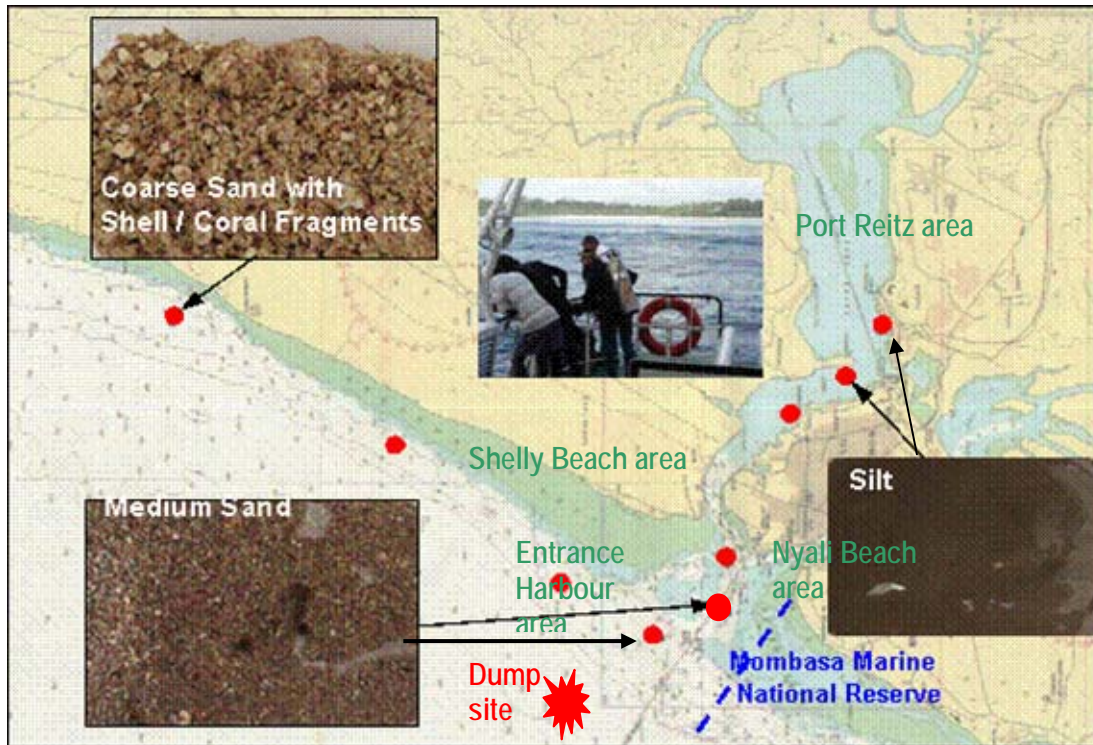 Coarse Sand with
Shell / Coral Fragments
Port Reitz area
Shelly Beach area
Silt
Medium Sand
Entrance
Harbour
area
Nyali Beach
area
Mombasa Marine
National Reserve
Dump
site